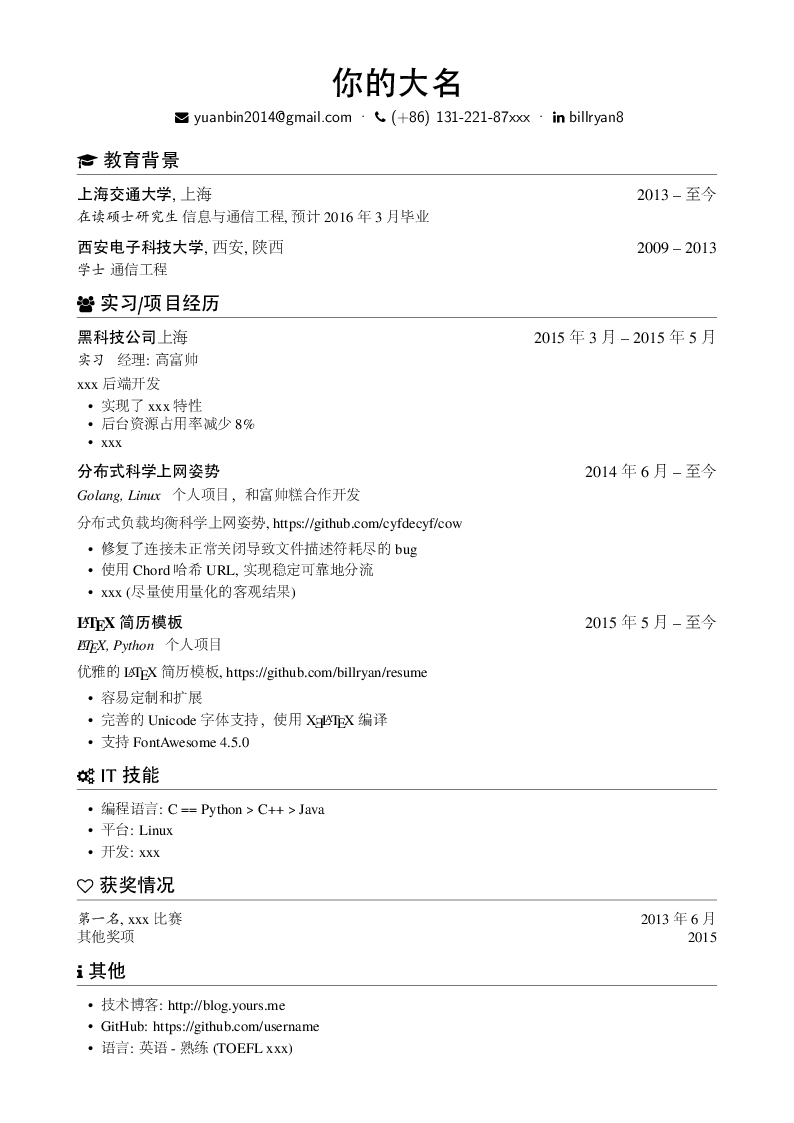 你的大名
yuanbin2014@gmail.com · (+86) 131-221-87xxx · billryan8
教育背景
上海交通大学, 上海 2013 – 至今
在读硕士研究生 信息与通信工程, 预计 2016 年 3 月毕业
西安电子科技大学, 西安, 陕西 2009 – 2013
学士 通信工程
实习/项目经历
黑科技公司 上海 2015 年 3 月 – 2015 年 5 月
实习 经理: 高富帅
xxx 后端开发
• 实现了 xxx 特性
• 后台资源占用率减少 8%
• xxx
分布式科学上网姿势 2014 年 6 月 – 至今
Golang, Linux 个人项目，和富帅糕合作开发
分布式负载均衡科学上网姿势, https://github.com/cyfdecyf/cow
• 修复了连接未正常关闭导致文件描述符耗尽的 bug
• 使用 Chord 哈希 URL, 实现稳定可靠地分流
• xxx (尽量使用量化的客观结果)
LATEX 简历模板 2015 年 5 月 – 至今
LATEX, Python 个人项目
优雅的 LATEX 简历模板, https://github.com/billryan/resume
• 容易定制和扩展
• 完善的 Unicode 字体支持，使用 XƎLATEX 编译
• 支持 FontAwesome 4.5.0
IT 技能
• 编程语言: C == Python > C++ > Java
• 平台: Linux
• 开发: xxx
获奖情况
第一名, xxx 比赛 2013 年 6 月
其他奖项 2015
其他
• 技术博客: http://blog.yours.me
• GitHub: https://github.com/username
• 语言: 英语 - 熟练 (TOEFL xxx)